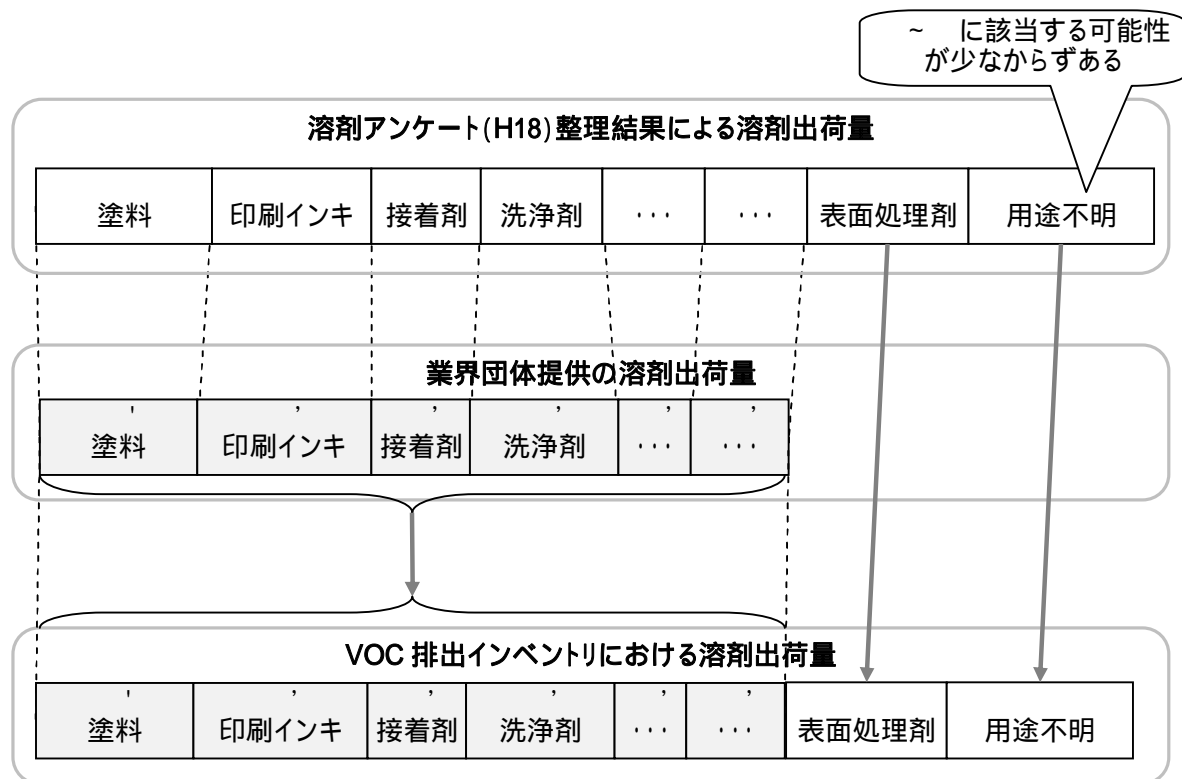 ~ に該当する可能性
が少なからずある
溶剤アンケート(H18)整理結果による溶剤出荷量
塗料 印刷インキ 接着剤 洗浄剤 ・・・ ・・・ 表面処理剤 用途不明
業界団体提供の溶剤出荷量
' ' ' ' ' '
塗料 印刷インキ 接着剤 洗浄剤 ・・・ ・・・
VOC 排出インベントリにおける溶剤出荷量
' ' ' ' ' '
塗料 印刷インキ 接着剤 洗浄剤 ・・・ ・・・ 表面処理剤 用途不明